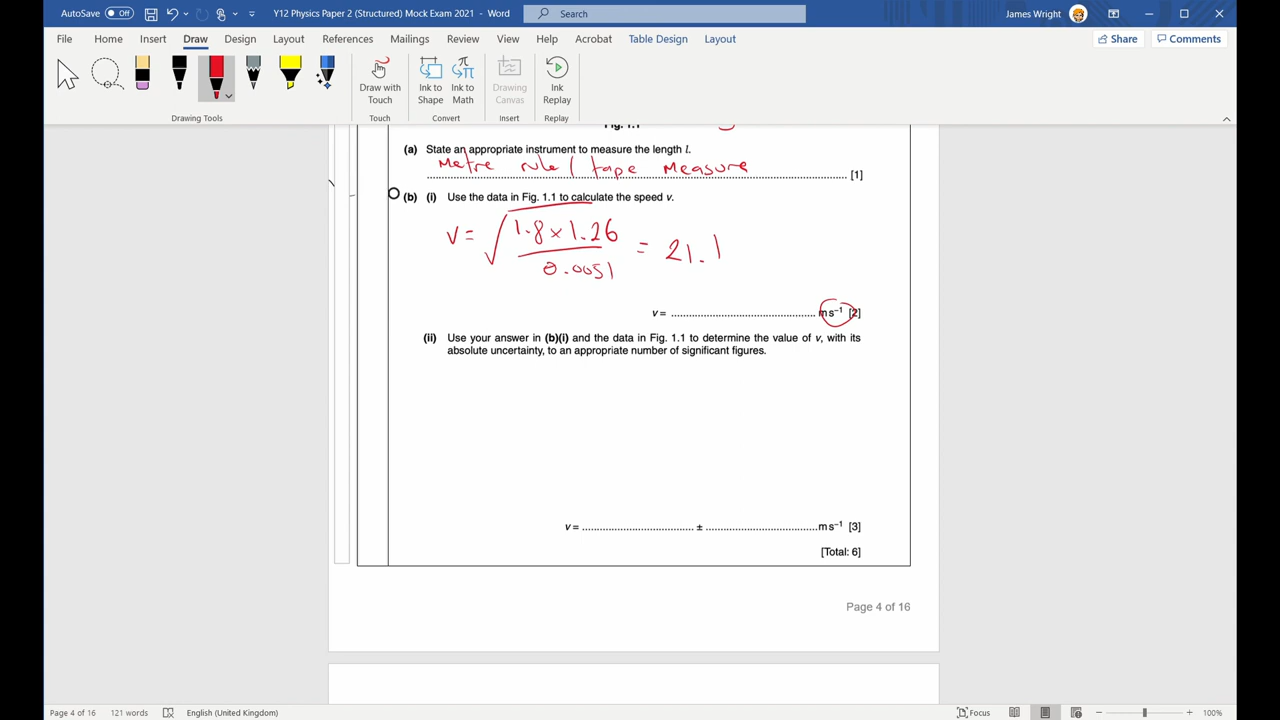 AutoSave Off Y12 Physics Paper 2 (Structured) Mock Exam 2021 - Word Search James Wright
File Home Insert Draw Design Layout References Mailings Review View Help Acrobat Table Design Layout Share Comments
Draw with Touch Ink to Shape Ink to Math Drawing Canvas Ink Replay
Drawing Tools Touch Convert Insert Replay
Fig. 1.1
(a) State an appropriate instrument to measure the length l.
Metre rule / tape measure
[1]
(b) (i) Use the data in Fig. 1.1 to calculate the speed v.
v = √ 1.8 × 1.26 / 0.0051 = 21.1
v = ................................................ m s⁻¹ [2]
(ii) Use your answer in (b)(i) and the data in Fig. 1.1 to determine the value of v, with its
absolute uncertainty, to an appropriate number of significant figures.
v = ..................................... ± ..................................... m s⁻¹ [3]
[Total: 6]
Page 4 of 16
Page 4 of 16 121 words English (United Kingdom) Focus 100%